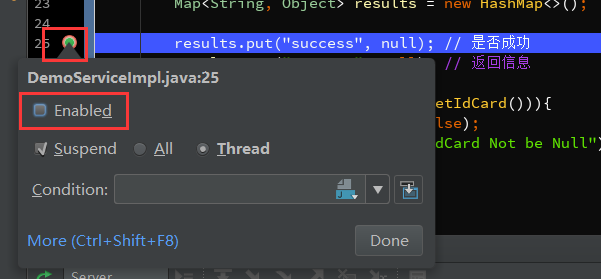 23 Map<String, Object> results = new HashMap<>();
24
25 results.put("success", null); // 是否成功
// 返回信息
DemoServiceImpl.java:25
Enabled
etIdCard())){
Suspend All Thread
lse);
dCard Not be Null")
Condition:
More (Ctrl+Shift+F8) Done
Server